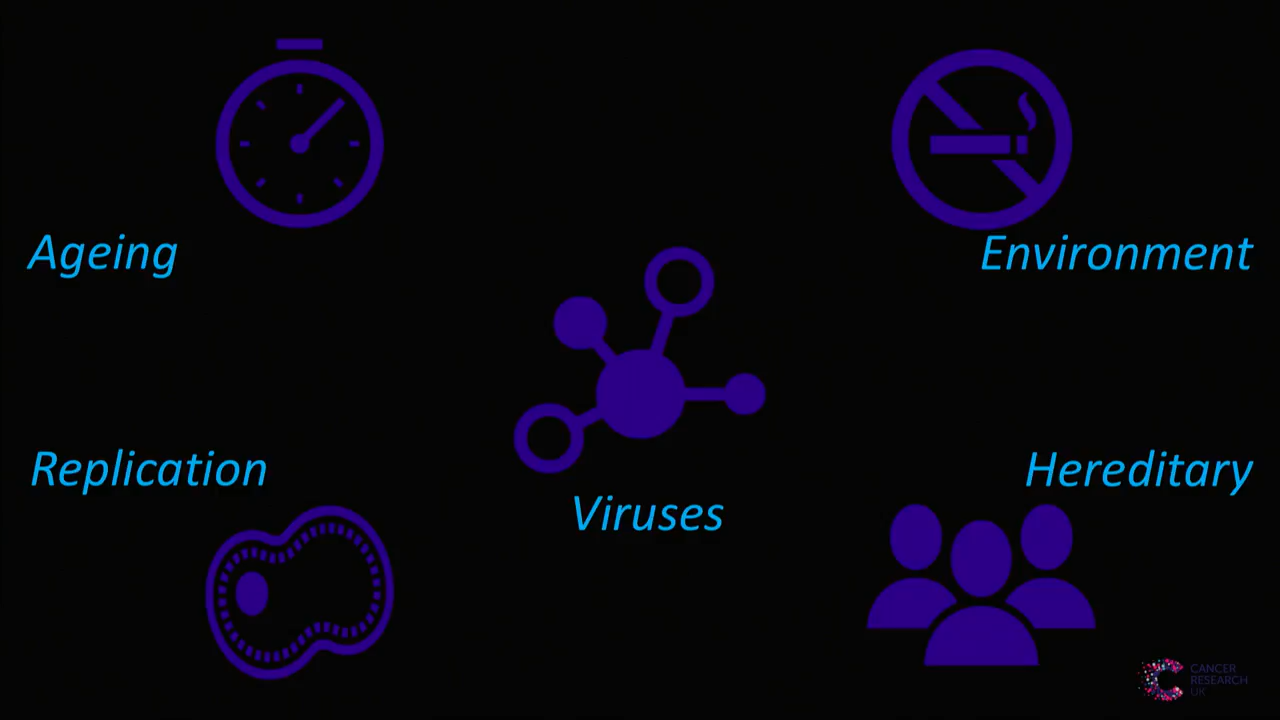 Ageing
Environment
Replication
Hereditary
Viruses
CANCER
RESEARCH
UK